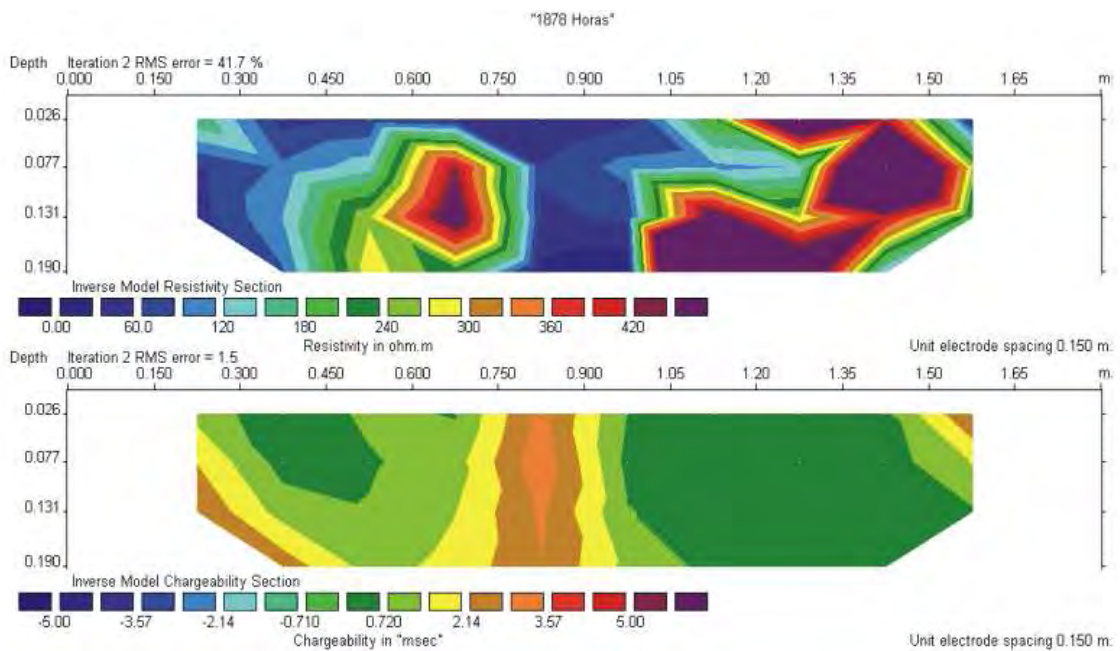 "1878 Horas"
Depth Iteration 2 RMS error = 41.7 %
0.000 0.150 0.300 0.450 0.600 0.750 0.900 1.05 1.20 1.35 1.50 1.65 m.
0.026
0.077
0.131
0.190
Inverse Model Resistivity Section
0.00 60.0 120 180 240 300 360 420
Resistivity in ohm.m
Unit electrode spacing 0.150 m.
Depth Iteration 2 RMS error = 1.5
0.000 0.150 0.300 0.450 0.600 0.750 0.900 1.05 1.20 1.35 1.50 1.65 m.
0.026
0.077
0.131
0.190
Inverse Model Chargeability Section
-5.00 -3.57 -2.14 -0.710 0.720 2.14 3.57 5.00
Chargeability in "msec"
Unit electrode spacing 0.150 m.